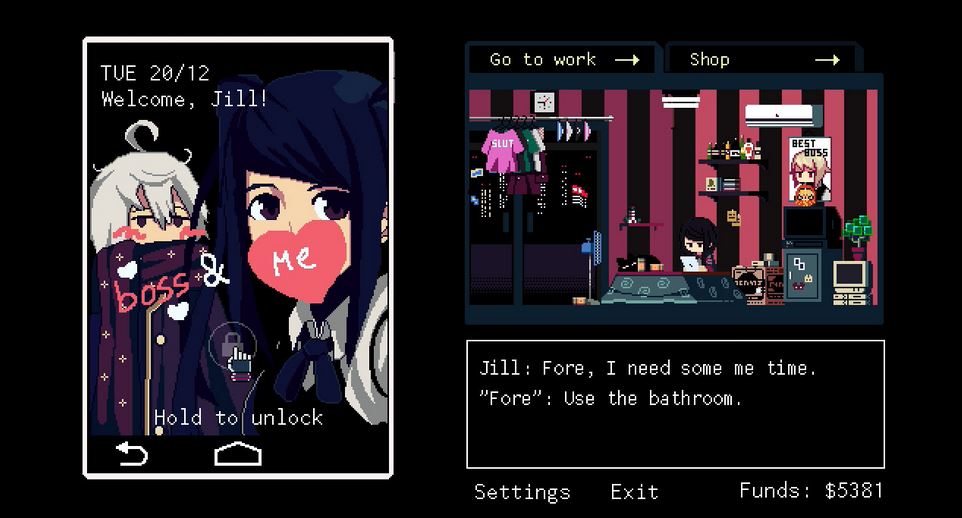 TUE 20/12
Welcome, Jill!
boss & Me
Hold to unlock
Go to work →
Shop →
SLUT
BEST
BOSS
Jill: Fore, I need some me time.
"Fore": Use the bathroom.
Settings
Exit
Funds: $5381